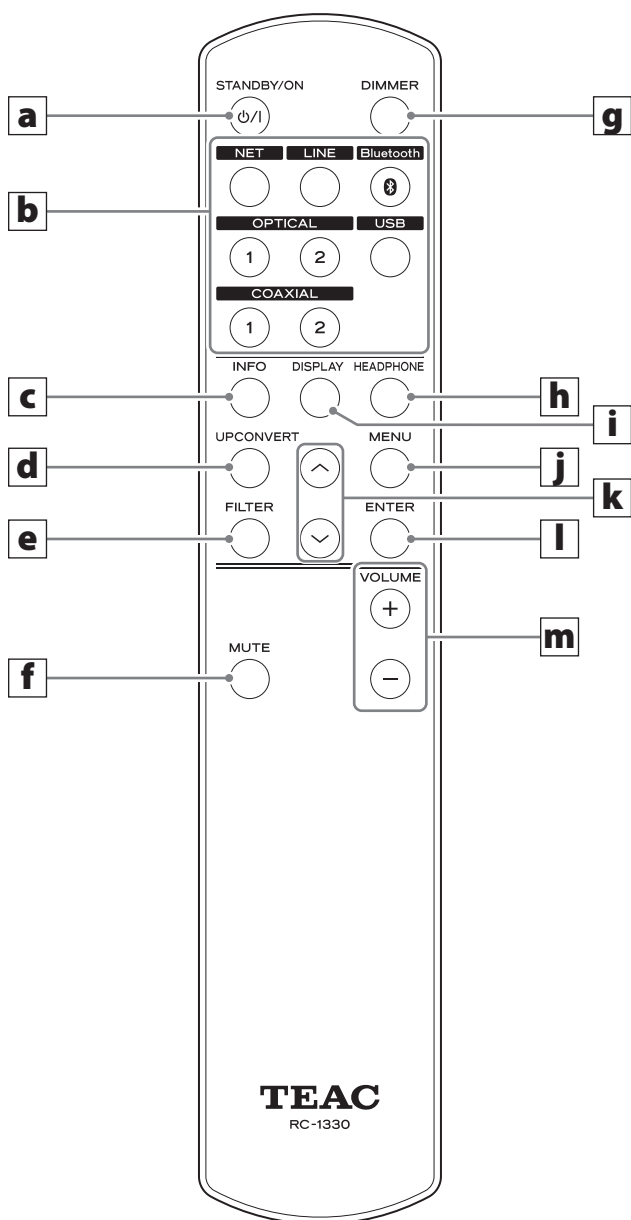 STANDBY/ON DIMMER
a ⏻/I g
NET LINE Bluetooth
b
OPTICAL USB
1 2
COAXIAL
1 2
INFO DISPLAY HEADPHONE
c h
i
UPCONVERT MENU
d j
k
FILTER ENTER
e l
VOLUME
+
m
MUTE
f −
TEAC
RC-1330